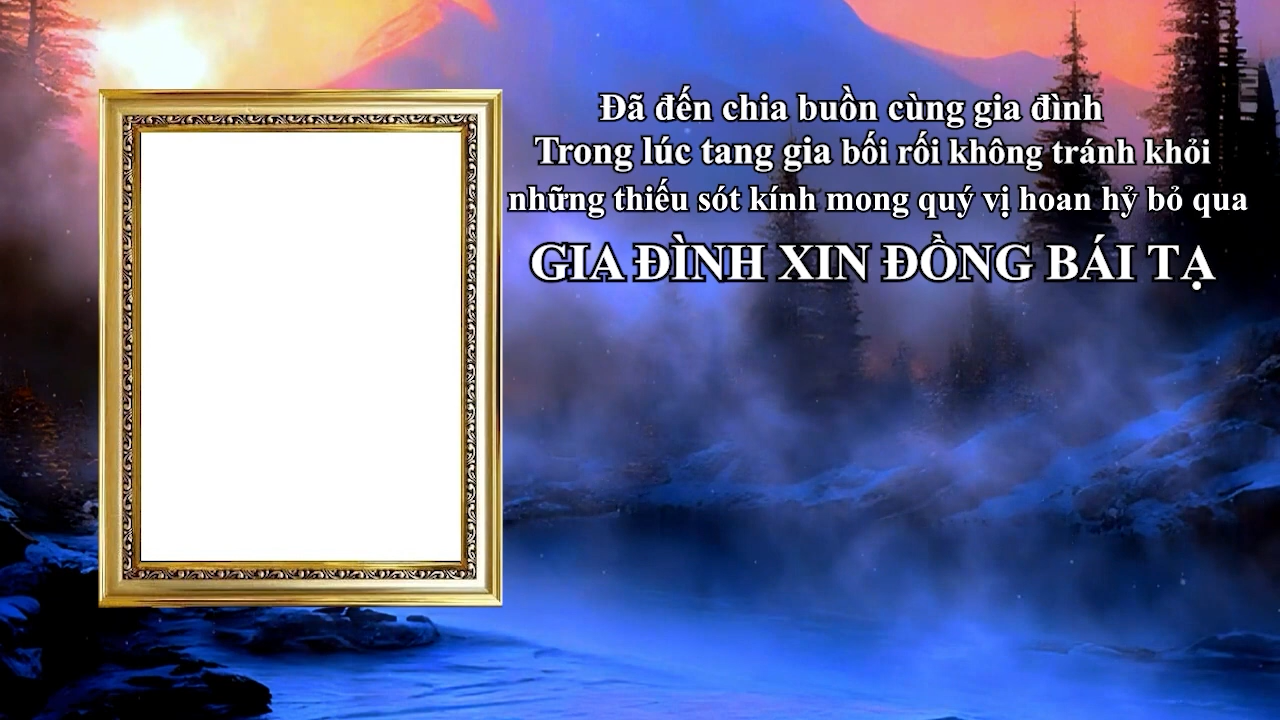 Đã đến chia buồn cùng gia đình
Trong lúc tang gia bối rối không tránh khỏi
những thiếu sót kính mong quý vị hoan hỷ bỏ qua
GIA ĐÌNH XIN ĐỒNG BÁI TẠ